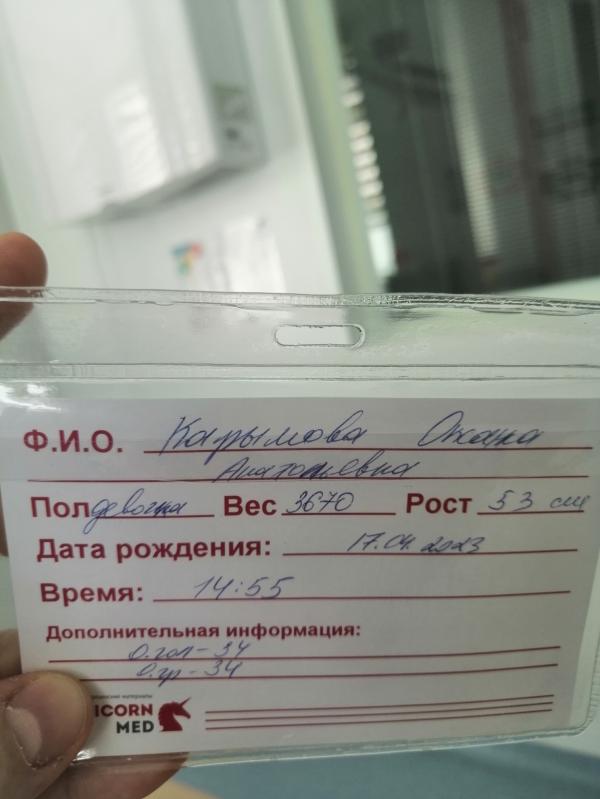 Ф.И.О. Карымова Оксана
Анатольевна
Пол девочка Вес 3670 Рост 53 см
Дата рождения: 17.04.2023
Время: 14:55
Дополнительная информация:
О.гол-34
О.гр-34
ICORN
MED